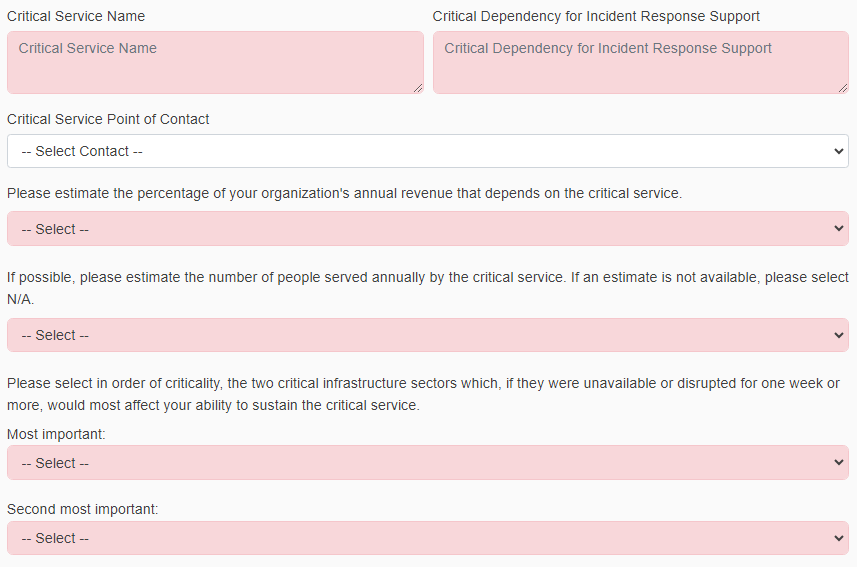 Critical Service Name
Critical Dependency for Incident Response Support
Critical Service Name
Critical Dependency for Incident Response Support
Critical Service Point of Contact
-- Select Contact --
Please estimate the percentage of your organization's annual revenue that depends on the critical service.
-- Select --
If possible, please estimate the number of people served annually by the critical service. If an estimate is not available, please select
N/A.
-- Select --
Please select in order of criticality, the two critical infrastructure sectors which, if they were unavailable or disrupted for one week or
more, would most affect your ability to sustain the critical service.
Most important:
-- Select --
Second most important:
-- Select --